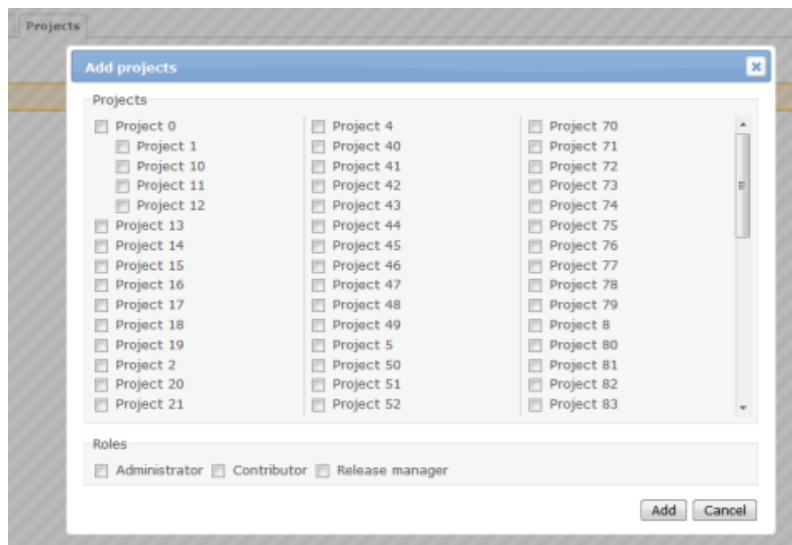 Projects
Add projects
Projects
Project 0
Project 1
Project 10
Project 11
Project 12
Project 13
Project 14
Project 15
Project 16
Project 17
Project 18
Project 19
Project 2
Project 20
Project 21
Project 4
Project 40
Project 41
Project 42
Project 43
Project 44
Project 45
Project 46
Project 47
Project 48
Project 49
Project 5
Project 50
Project 51
Project 52
Project 70
Project 71
Project 72
Project 73
Project 74
Project 75
Project 76
Project 77
Project 78
Project 79
Project 8
Project 80
Project 81
Project 82
Project 83
Roles
Administrator Contributor Release manager
Add Cancel